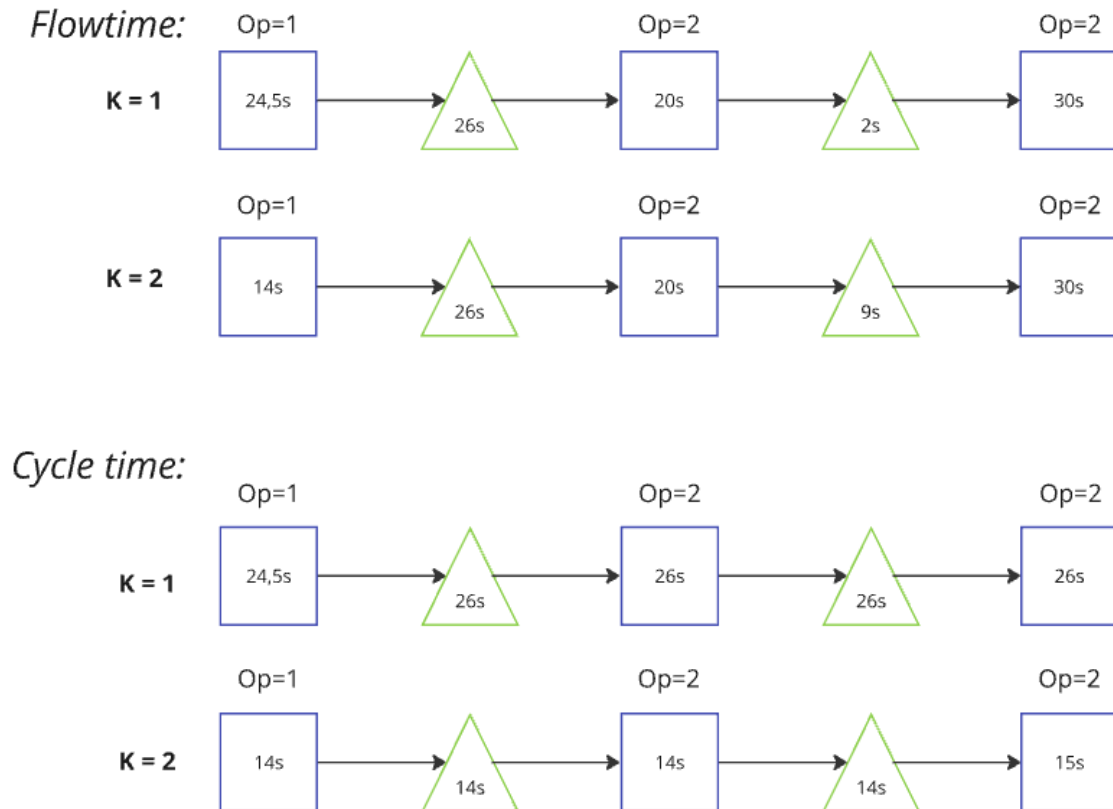 Flowtime:
Op=1 Op=2 Op=2
K = 1 24,5s 26s 20s 2s 30s
Op=1 Op=2 Op=2
K = 2 14s 26s 20s 9s 30s
Cycle time:
Op=1 Op=2 Op=2
K = 1 24,5s 26s 26s 26s 26s
Op=1 Op=2 Op=2
K = 2 14s 14s 14s 14s 15s